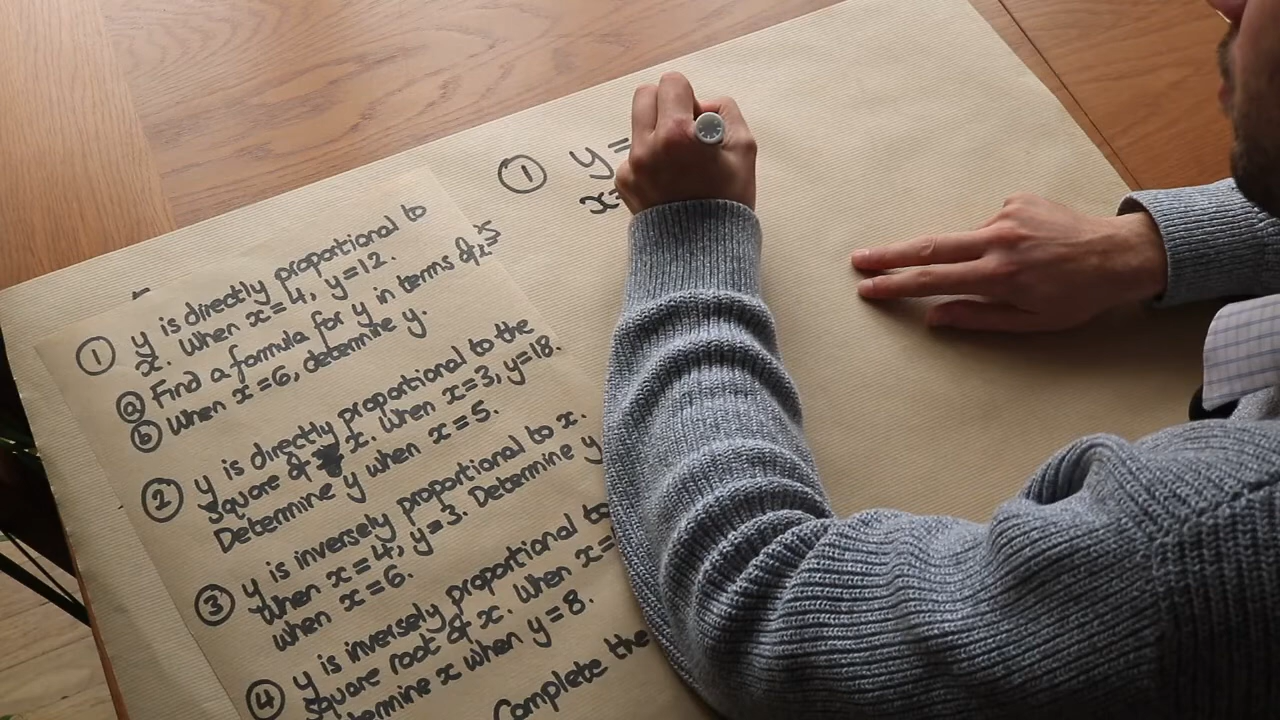 ① y is directly proportional to
x. When x=4, y=12.
ⓐ Find a formula for y in terms of x
ⓑ When x=6, determine y.
② y is directly proportional to the
square of x. When x=3, y=18.
Determine y when x=5.
③ y is inversely proportional to x.
When x=4, y=3. Determine y
when x=6.
④ y is inversely proportional to
square root of x. When x=
termine x when y=8.
Complete the
① y=
x=